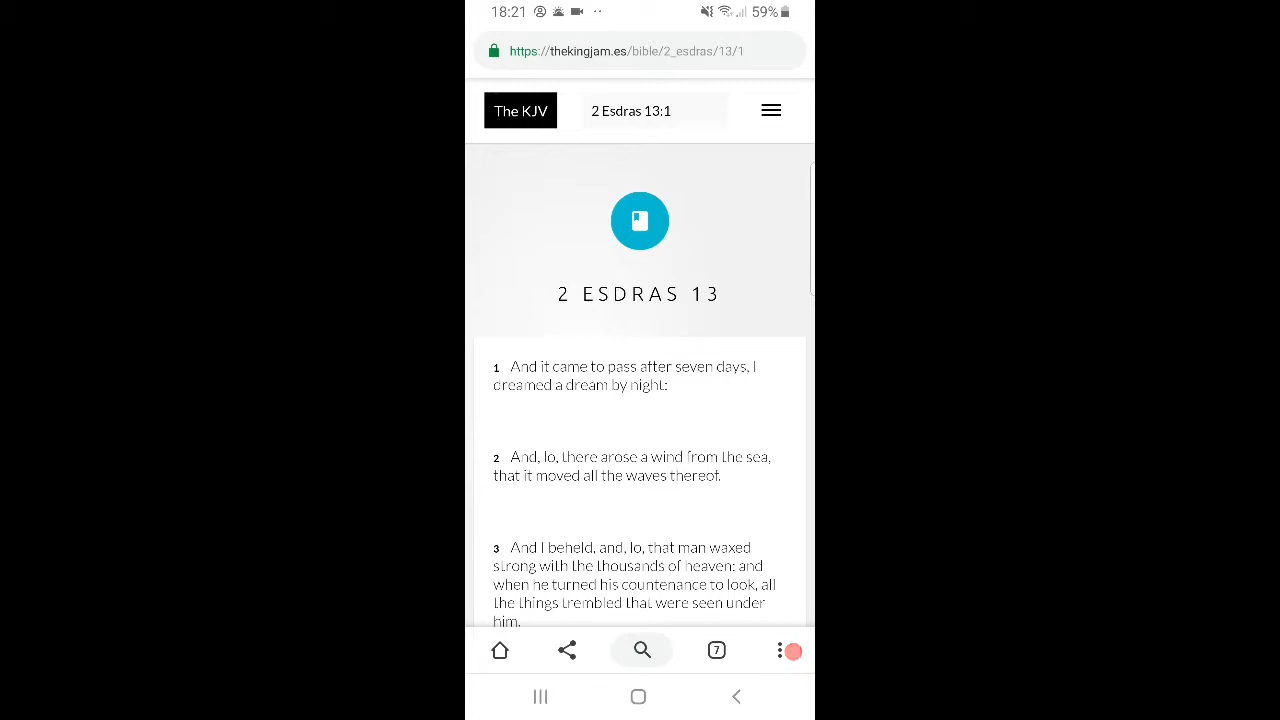 18:21 59%
https://thekingjam.es/bible/2_esdras/13/1
The KJV 2 Esdras 13:1
2 ESDRAS 13
1 And it came to pass after seven days, I
dreamed a dream by night:
2 And, lo, there arose a wind from the sea,
that it moved all the waves thereof.
3 And I beheld, and, lo, that man waxed
strong with the thousands of heaven: and
when he turned his countenance to look, all
the things trembled that were seen under
him.
7